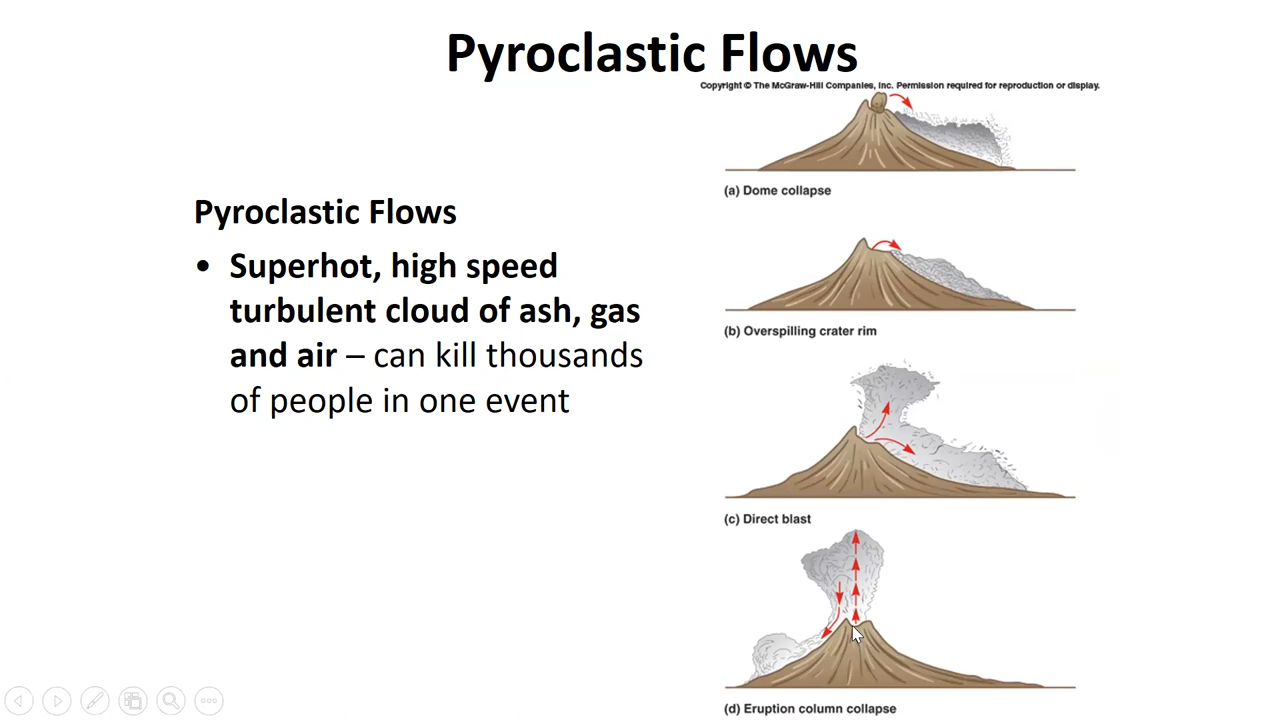 Pyroclastic Flows
Copyright © The McGraw-Hill Companies, Inc. Permission required for reproduction or display.
Pyroclastic Flows
• Superhot, high speed
turbulent cloud of ash, gas
and air – can kill thousands
of people in one event
(a) Dome collapse
(b) Overspilling crater rim
(c) Direct blast
(d) Eruption column collapse